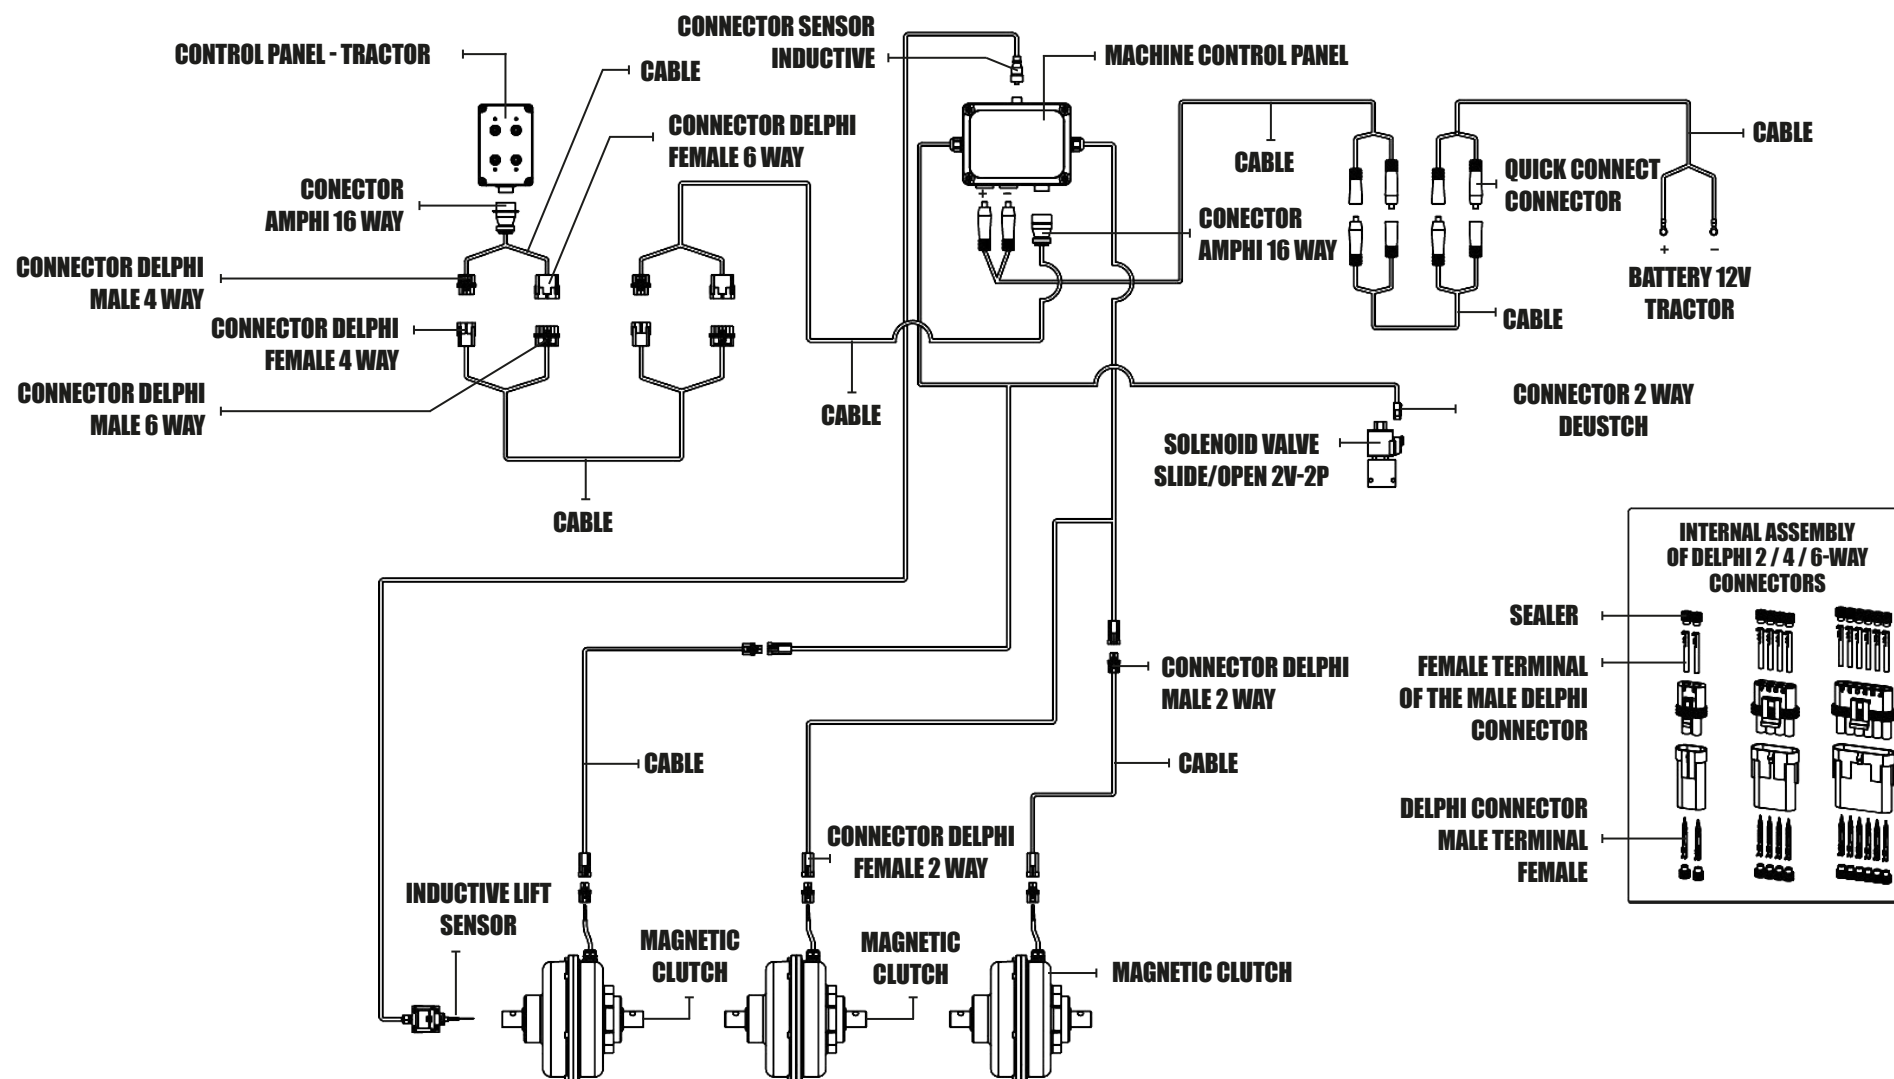 CONNECTOR SENSOR
INDUCTIVE
CONTROL PANEL - TRACTOR
CABLE
MACHINE CONTROL PANEL
CONNECTOR DELPHI
FEMALE 6 WAY
CONECTOR
AMPHI 16 WAY
CABLE
CABLE
QUICK CONNECT
CONNECTOR
+ -
CONECTOR
AMPHI 16 WAY
+ -
BATTERY 12V
TRACTOR
CONNECTOR DELPHI
MALE 4 WAY
CONNECTOR DELPHI
FEMALE 4 WAY
CABLE
CONNECTOR DELPHI
MALE 6 WAY
CABLE
CONNECTOR 2 WAY
DEUSTCH
SOLENOID VALVE
SLIDE/OPEN 2V-2P
CABLE
INTERNAL ASSEMBLY
OF DELPHI 2 / 4 / 6-WAY
CONNECTORS
SEALER
FEMALE TERMINAL
OF THE MALE DELPHI
CONNECTOR
DELPHI CONNECTOR
MALE TERMINAL
FEMALE
CONNECTOR DELPHI
MALE 2 WAY
CABLE
CABLE
CONNECTOR DELPHI
FEMALE 2 WAY
INDUCTIVE LIFT
SENSOR
MAGNETIC
CLUTCH
MAGNETIC
CLUTCH
MAGNETIC CLUTCH